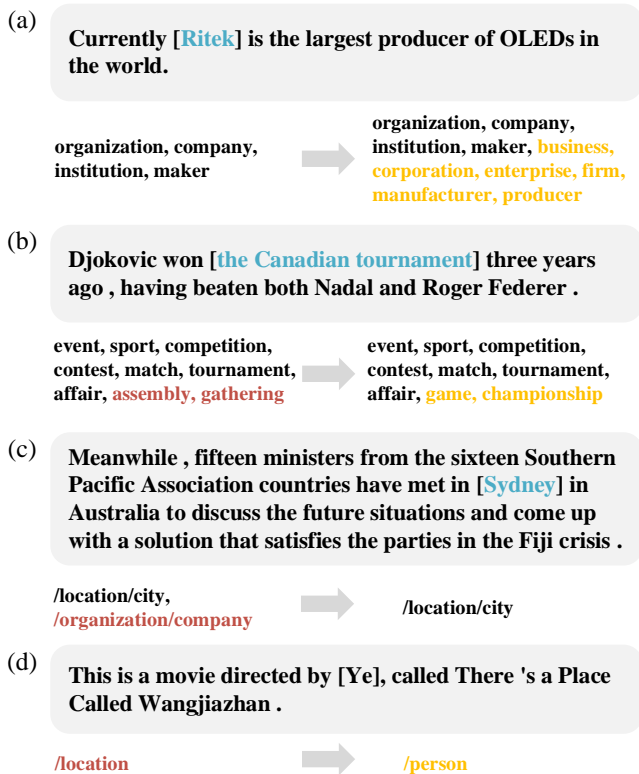 (a)
Currently [Ritek] is the largest producer of OLEDs in
the world.
organization, company,
institution, maker
organization, company,
institution, maker, business,
corporation, enterprise, firm,
manufacturer, producer
(b)
Djokovic won [the Canadian tournament] three years
ago , having beaten both Nadal and Roger Federer .
event, sport, competition,
contest, match, tournament,
affair, assembly, gathering
event, sport, competition,
contest, match, tournament,
affair, game, championship
(c)
Meanwhile , fifteen ministers from the sixteen Southern
Pacific Association countries have met in [Sydney] in
Australia to discuss the future situations and come up
with a solution that satisfies the parties in the Fiji crisis .
/location/city,
/organization/company
/location/city
(d)
This is a movie directed by [Ye], called There 's a Place
Called Wangjiazhan .
/location
/person